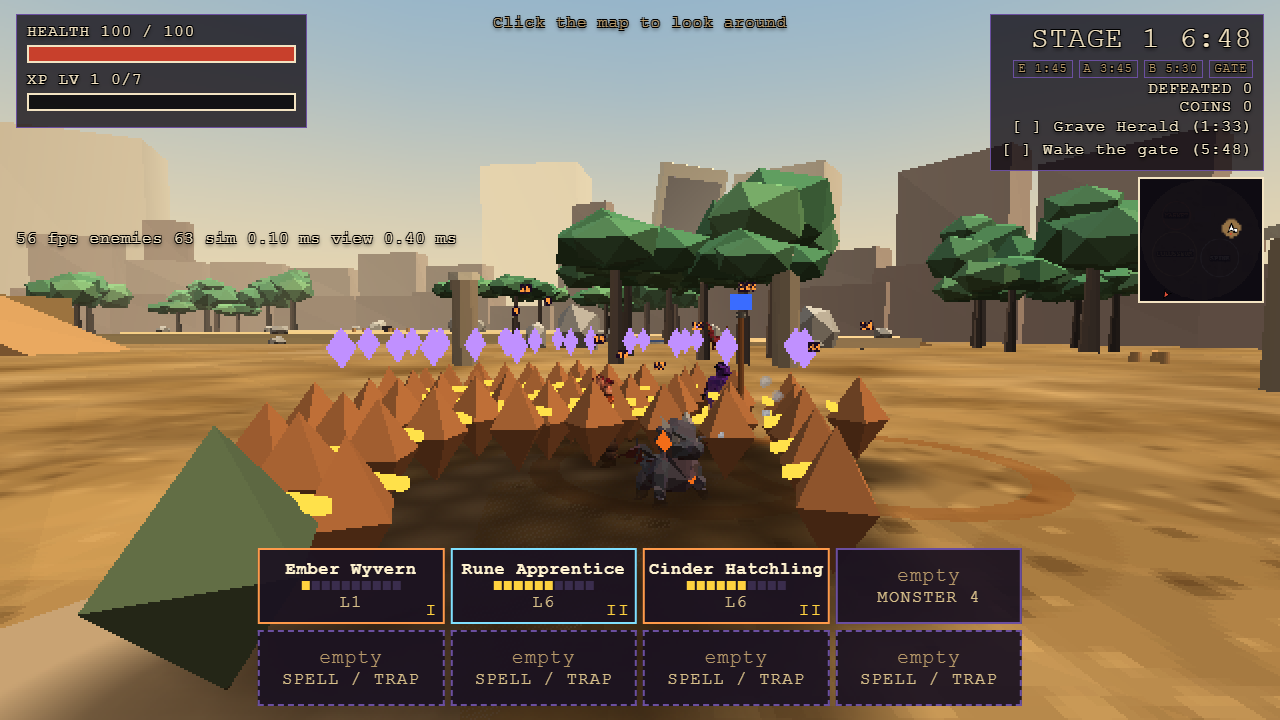 HEALTH 100 / 100
XP LV 1 0/7
Click the map to look around
STAGE 1 6:48
E 1:45 A 3:45 B 5:30 GATE
DEFEATED 0
COINS 0
[ ] Grave Herald (1:33)
[ ] Wake the gate (5:48)
56 fps enemies 63 sim 0.10 ms view 0.40 ms
Ember Wyvern
L1
I
Rune Apprentice
L6
II
Cinder Hatchling
L6
II
empty
MONSTER 4
empty
SPELL / TRAP
empty
SPELL / TRAP
empty
SPELL / TRAP
empty
SPELL / TRAP